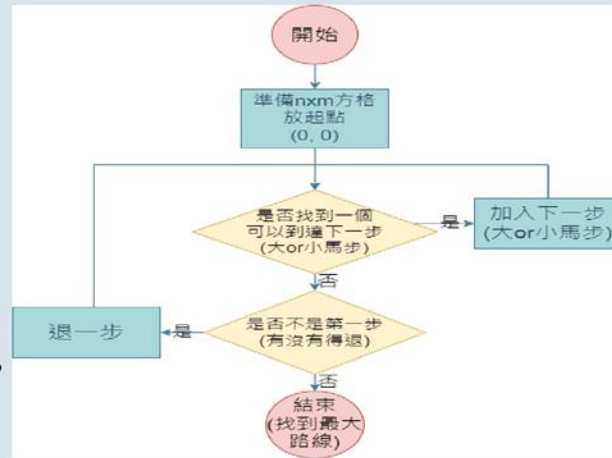 開始
準備nxm方格
放起點
(0, 0)
是否找到一個
可以到達下一步
(大or小馬步)
是
加入下一步
(大or小馬步)
否
是否不是第一步
(有沒有得退)
是
退一步
否
結束
(找到最大
路線)